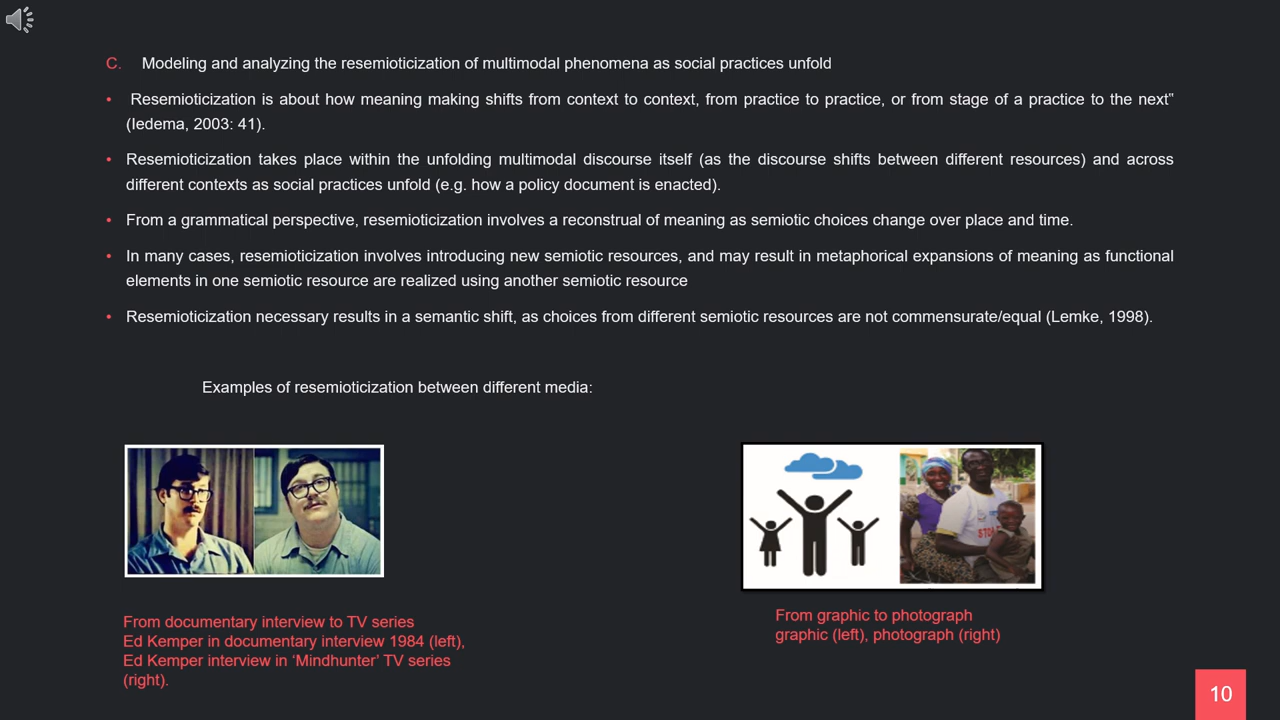 C. Modeling and analyzing the resemioticization of multimodal phenomena as social practices unfold
• Resemioticization is about how meaning making shifts from context to context, from practice to practice, or from stage of a practice to the next”
(Iedema, 2003: 41).
• Resemioticization takes place within the unfolding multimodal discourse itself (as the discourse shifts between different resources) and across
different contexts as social practices unfold (e.g. how a policy document is enacted).
• From a grammatical perspective, resemioticization involves a reconstrual of meaning as semiotic choices change over place and time.
• In many cases, resemioticization involves introducing new semiotic resources, and may result in metaphorical expansions of meaning as functional
elements in one semiotic resource are realized using another semiotic resource
• Resemioticization necessary results in a semantic shift, as choices from different semiotic resources are not commensurate/equal (Lemke, 1998).
Examples of resemioticization between different media:
From documentary interview to TV series
Ed Kemper in documentary interview 1984 (left),
Ed Kemper interview in ‘Mindhunter’ TV series
(right).
From graphic to photograph
graphic (left), photograph (right)
10